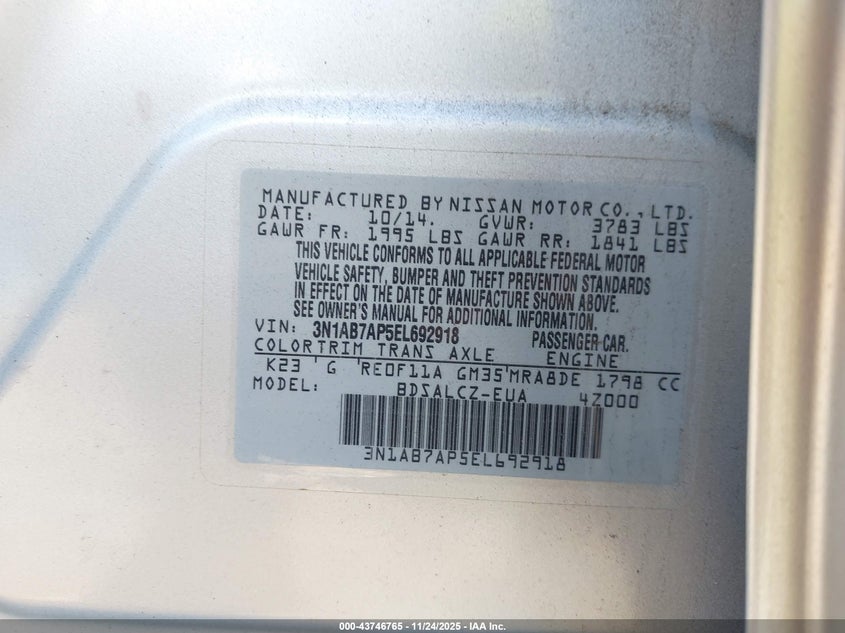 MANUFACTURED BY NISSAN MOTOR CO., LTD.
DATE: 10/14. GVWR: 3783 LBS
GAWR FR: 1995 LBS GAWR RR: 1841 LBS
THIS VEHICLE CONFORMS TO ALL APPLICABLE FEDERAL MOTOR
VEHICLE SAFETY, BUMPER AND THEFT PREVENTION STANDARDS
IN EFFECT ON THE DATE OF MANUFACTURE SHOWN ABOVE.
SEE OWNER'S MANUAL FOR ADDITIONAL INFORMATION.
VIN: 3N1AB7AP5EL692918 PASSENGER CAR.
COLORTRIM TRANS AXLE ENGINE
K23 'G 'RE0F11A GM35'MRA8DE 1798 CC
MODEL: BDSALCZ-EUA 4Z000
3N1AB7AP5EL692918
000-43746765 - 11/24/2025 - IAA Inc.